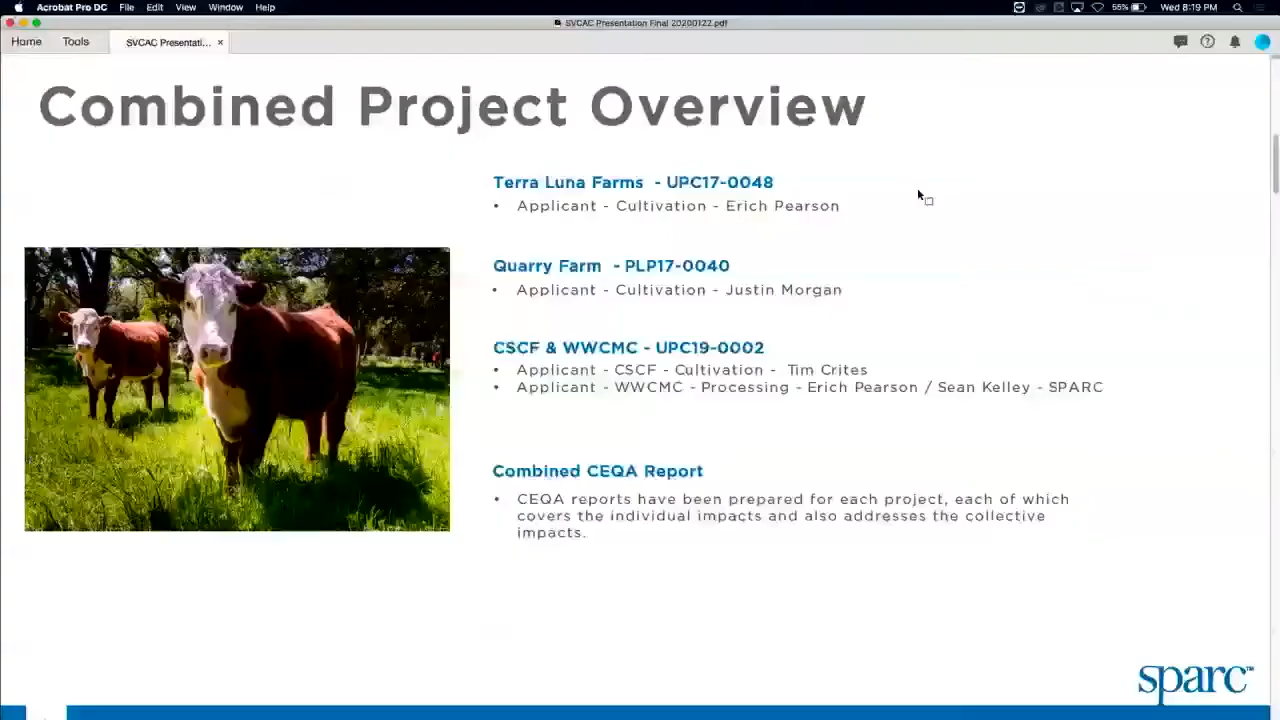 Acrobat Pro DC File Edit View Window Help 55% Wed 8:19 PM
SVCAC Presentation Final 20200122.pdf
Home Tools SVCAC Presentati... ×
Combined Project Overview
Terra Luna Farms - UPC17-0048
• Applicant - Cultivation - Erich Pearson
Quarry Farm - PLP17-0040
• Applicant - Cultivation - Justin Morgan
CSCF & WWCMC - UPC19-0002
• Applicant - CSCF - Cultivation - Tim Crites
• Applicant - WWCMC - Processing - Erich Pearson / Sean Kelley - SPARC
Combined CEQA Report
• CEQA reports have been prepared for each project, each of which
covers the individual impacts and also addresses the collective
impacts.
sparc™